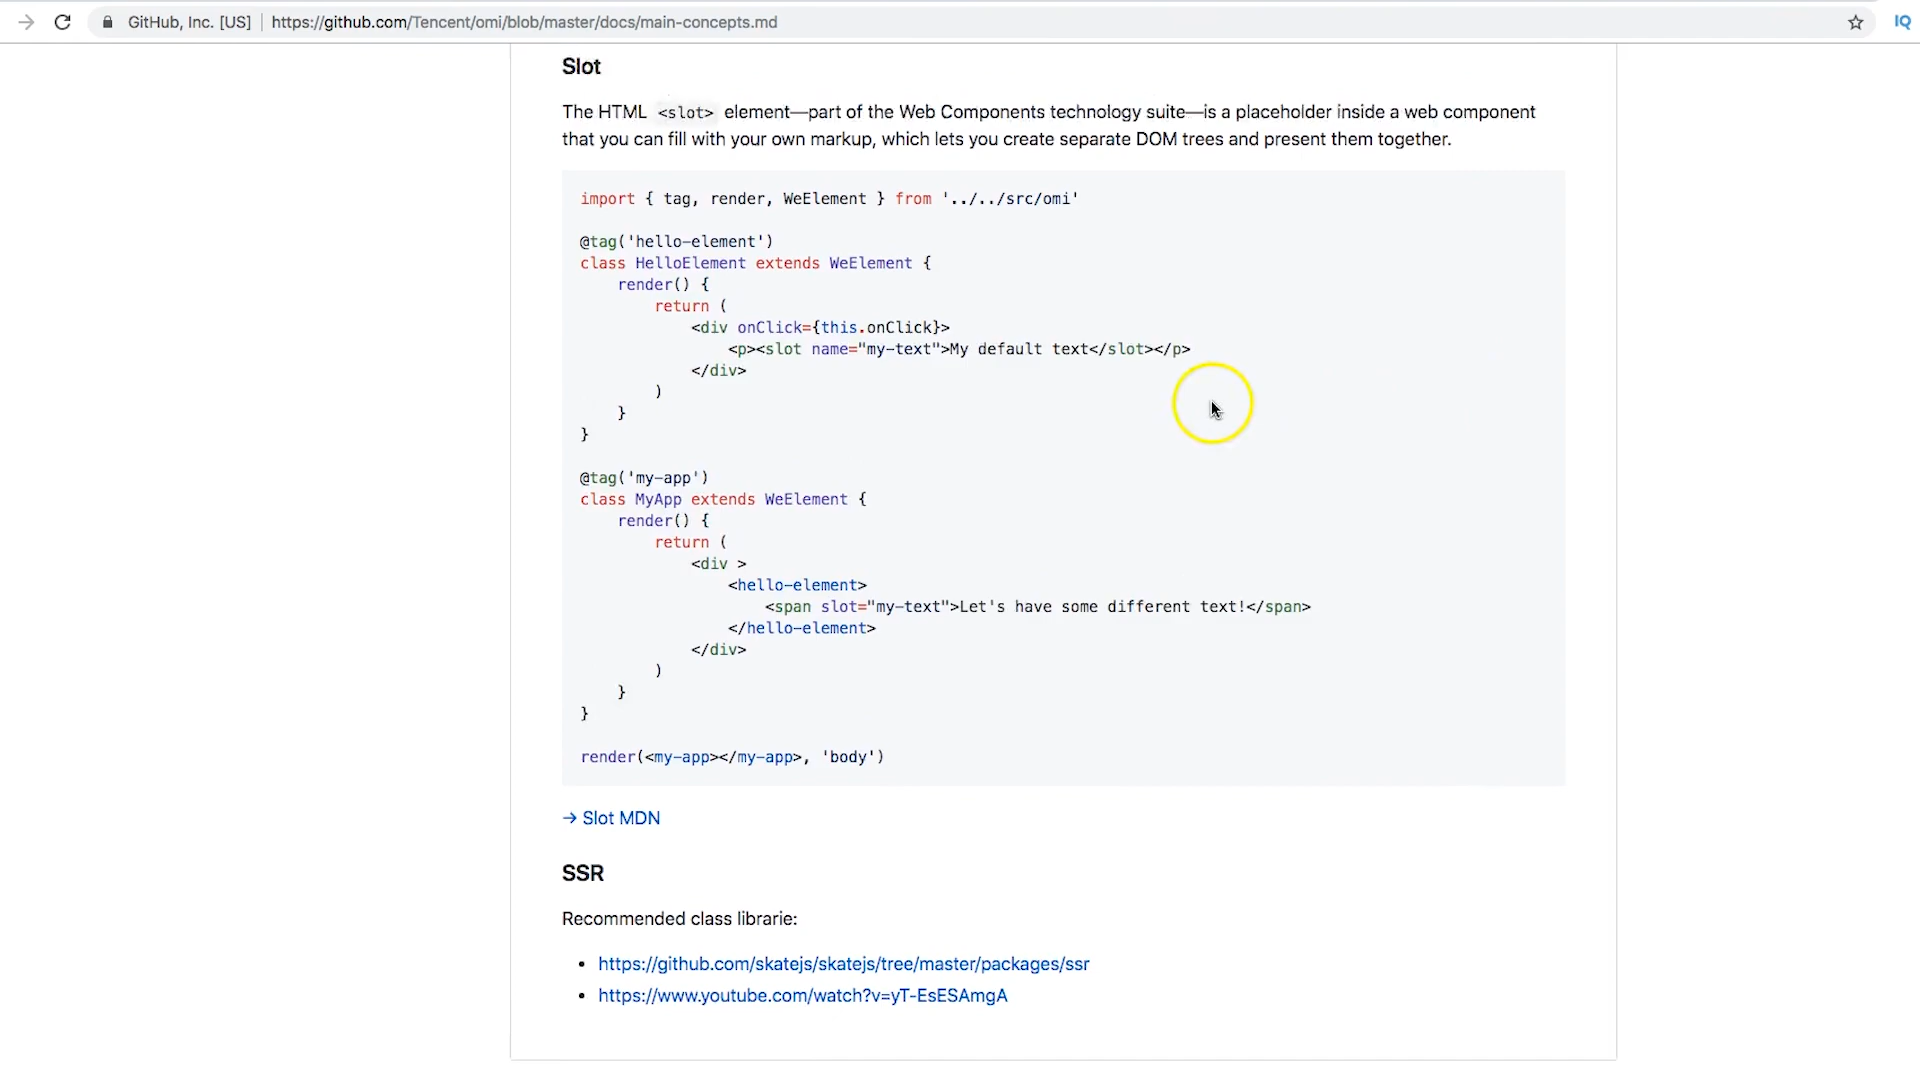 GitHub, Inc. [US] | https://github.com/Tencent/omi/blob/master/docs/main-concepts.md
IQ
Slot
The HTML <slot> element—part of the Web Components technology suite—is a placeholder inside a web component
that you can fill with your own markup, which lets you create separate DOM trees and present them together.
import { tag, render, WeElement } from '../../src/omi'
@tag('hello-element')
class HelloElement extends WeElement {
    render() {
        return (
            <div onClick={this.onClick}>
                <p><slot name="my-text">My default text</slot></p>
            </div>
        )
    }
}
@tag('my-app')
class MyApp extends WeElement {
    render() {
        return (
            <div >
                <hello-element>
                    <span slot="my-text">Let's have some different text!</span>
                </hello-element>
            </div>
        )
    }
}
render(<my-app></my-app>, 'body')
→ Slot MDN
SSR
Recommended class librarie:
• https://github.com/skatejs/skatejs/tree/master/packages/ssr
• https://www.youtube.com/watch?v=yT-EsESAmgA